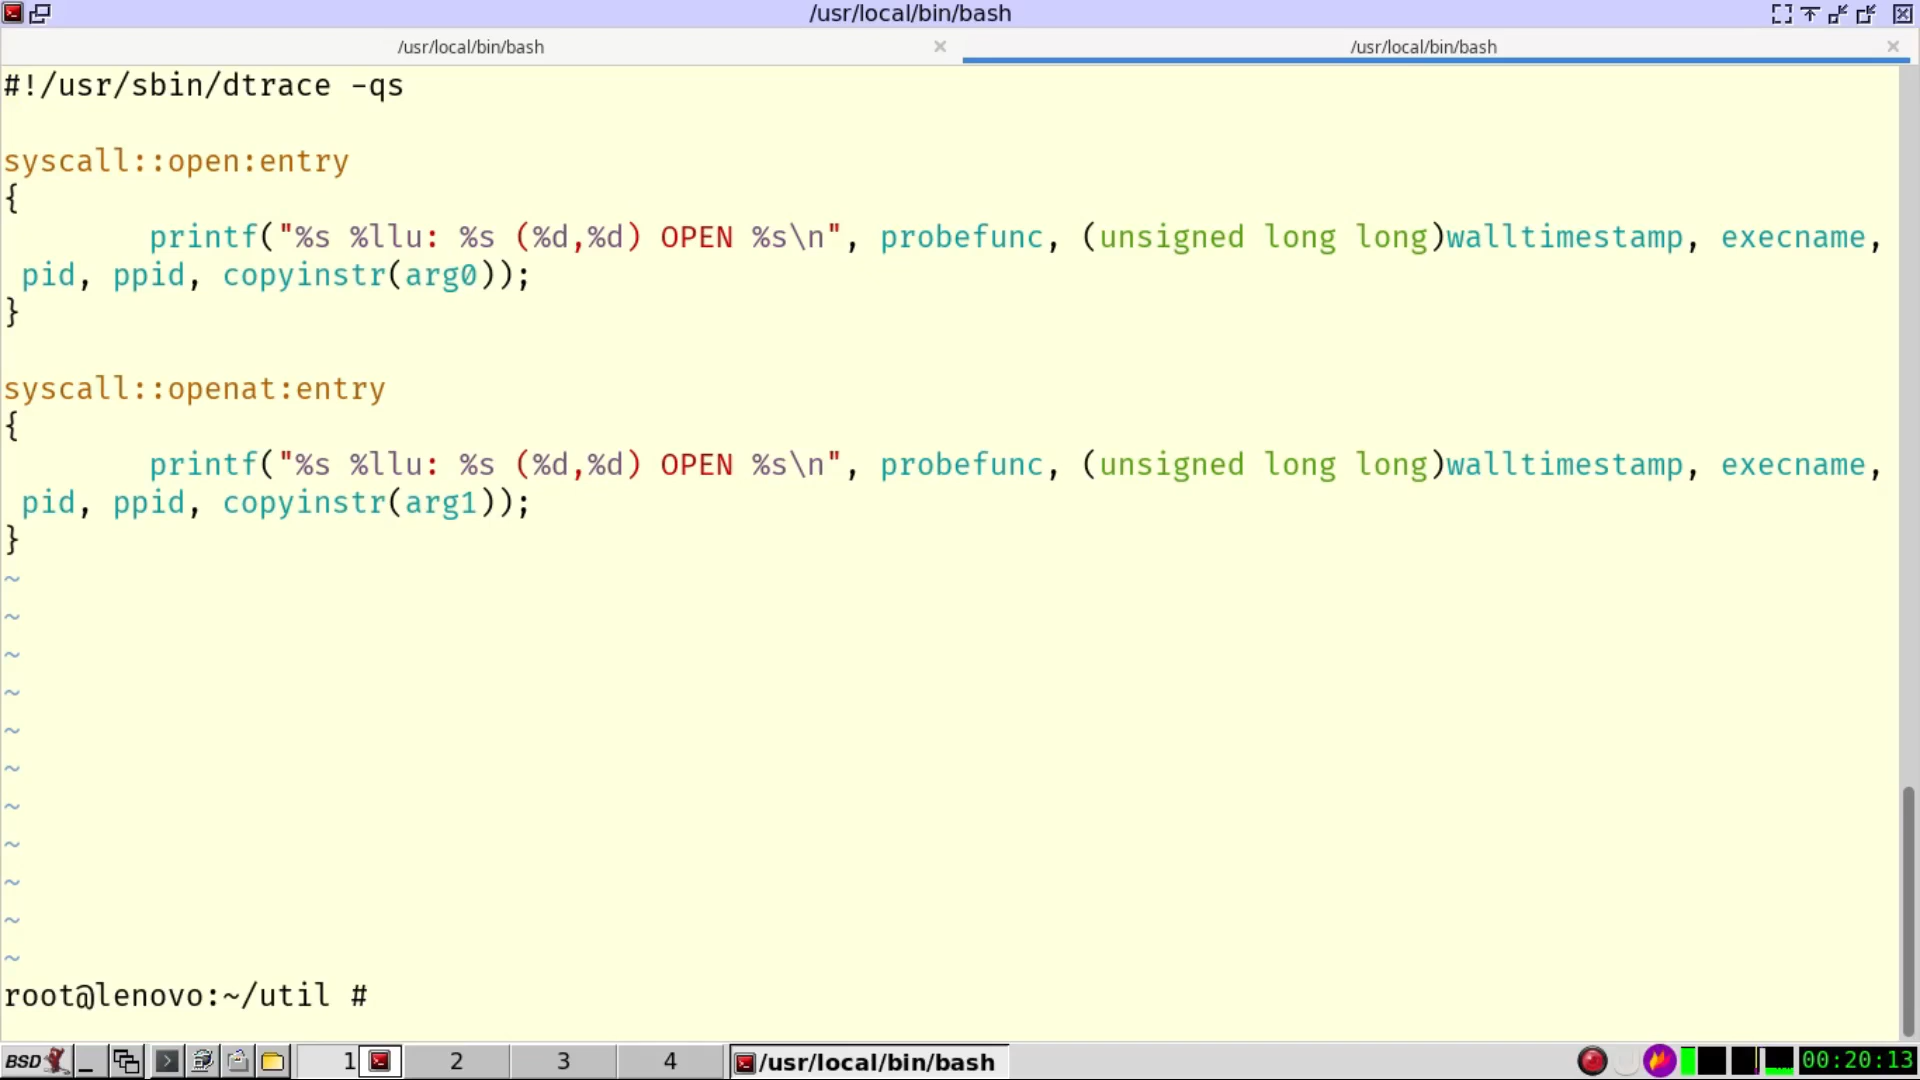 /usr/local/bin/bash
/usr/local/bin/bash
/usr/local/bin/bash
#!/usr/sbin/dtrace -qs
syscall::open:entry
{
        printf("%s %llu: %s (%d,%d) OPEN %s\n", probefunc, (unsigned long long)walltimestamp, execname,
 pid, ppid, copyinstr(arg0));
}
syscall::openat:entry
{
        printf("%s %llu: %s (%d,%d) OPEN %s\n", probefunc, (unsigned long long)walltimestamp, execname,
 pid, ppid, copyinstr(arg1));
}
~
~
~
~
~
~
~
~
~
~
~
root@lenovo:~/util #
BSD 1 2 3 4 /usr/local/bin/bash 00:20:13